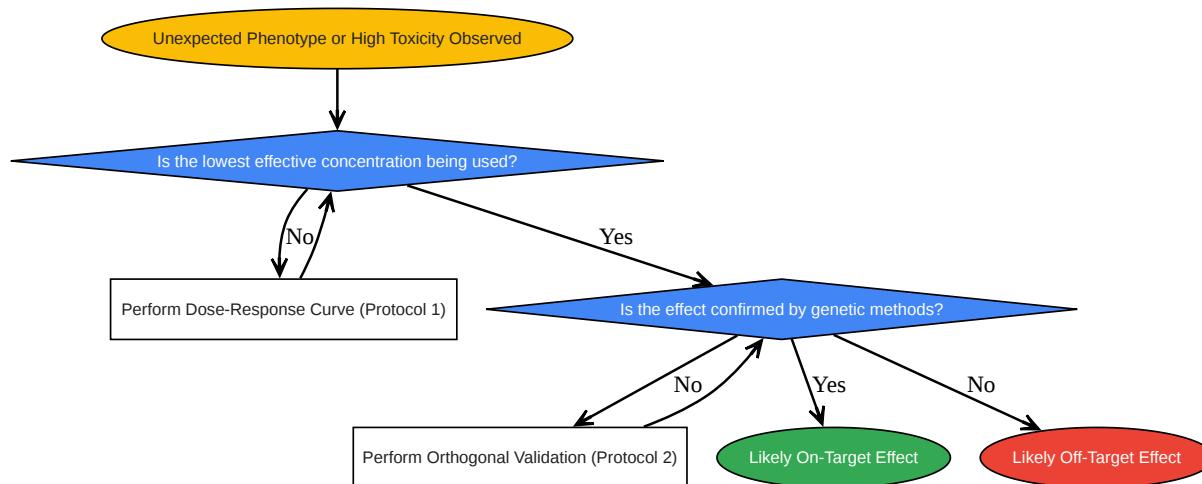 Unexpected Phenotype or High Toxicity Observed
Is the lowest effective concentration being used?
No
Yes
Perform Dose-Response Curve (Protocol 1)
Is the effect confirmed by genetic methods?
No
Yes
No
Perform Orthogonal Validation (Protocol 2)
Likely On-Target Effect
Likely Off-Target Effect